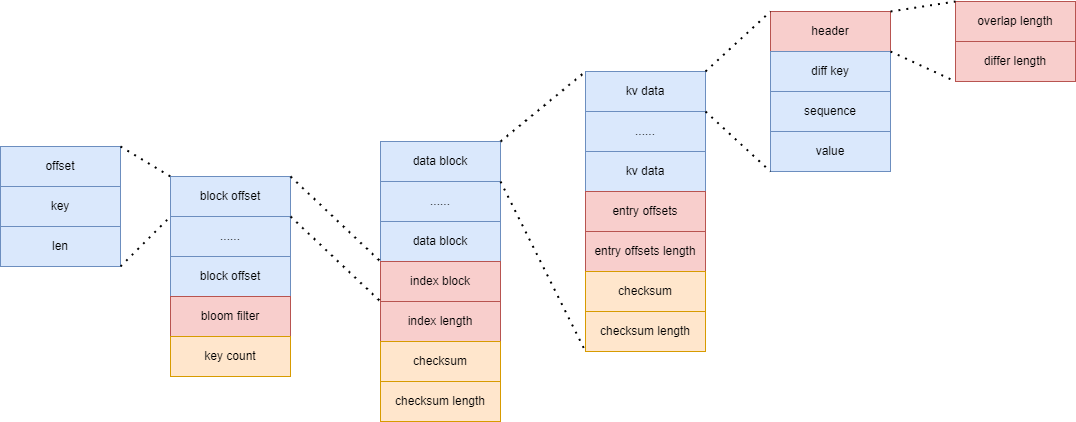 offset
key
len
block offset
......
block offset
bloom filter
key count
data block
......
data block
index block
index length
checksum
checksum length
kv data
......
kv data
entry offsets
entry offsets length
checksum
checksum length
header
diff key
sequence
value
overlap length
differ length